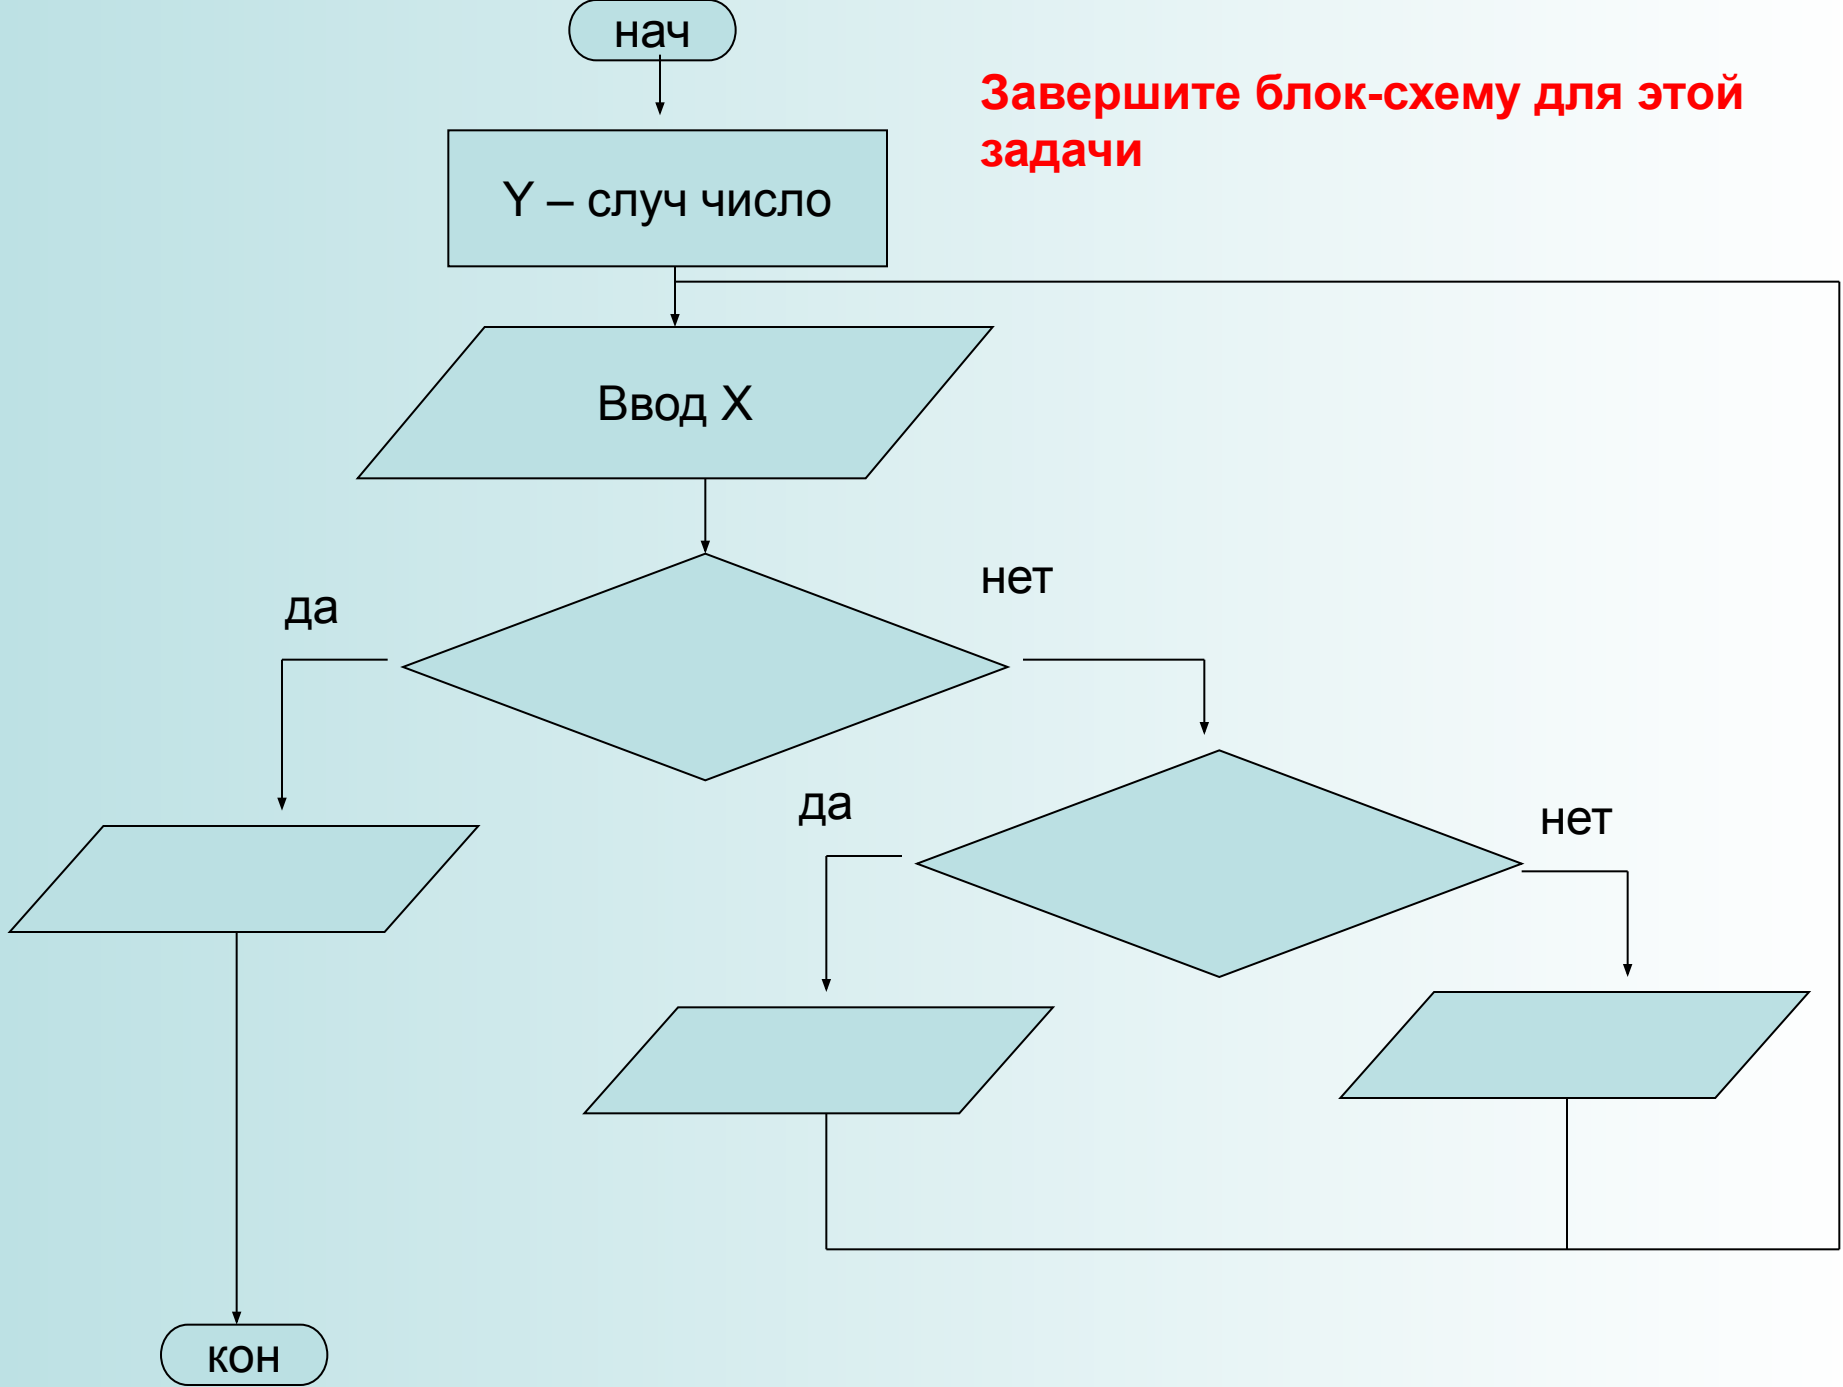 нач
Завершите блок-схему для этой
задачи
Y – случ число
Ввод X
да
нет
да
нет
кон